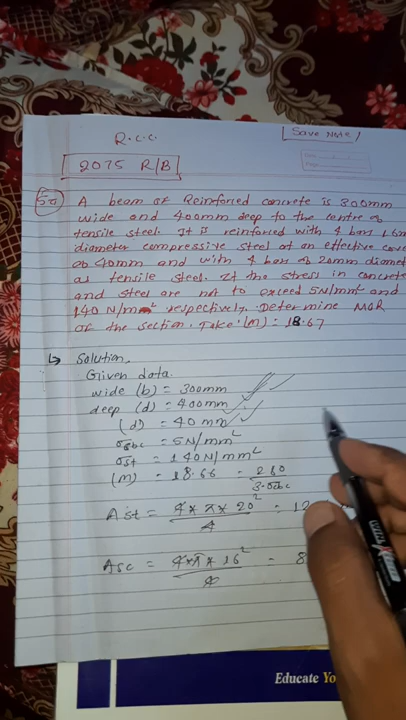 R.C.C.
[Save Note]
2075 R/B
A beam of Reinforced concrete is 300mm
wide and 400mm deep to the centre of
tensile steel. It is reinforced with 4 bars 16m
diameter compressive steel at an effective cove
of 40mm and with 4 bars of 20mm diamet
as tensile steel. If the stress in concrete
and steel are not to exceed 5N/mm² and
140 N/m respectively. Determine MOR
of the section. Take (m) = 18.67
↳ Solution,
Given data.
wide (b) = 300mm
deep (d) = 400mm
(d) = 40 mm
σcbc = 5N/mm²
σst = 140N/mm²
(m) = 18.66 = 280/3.σcbc
Ast = 4*π*20²/4 = 12
Asc = 4*π*16²/4 = 8
Educate Yo